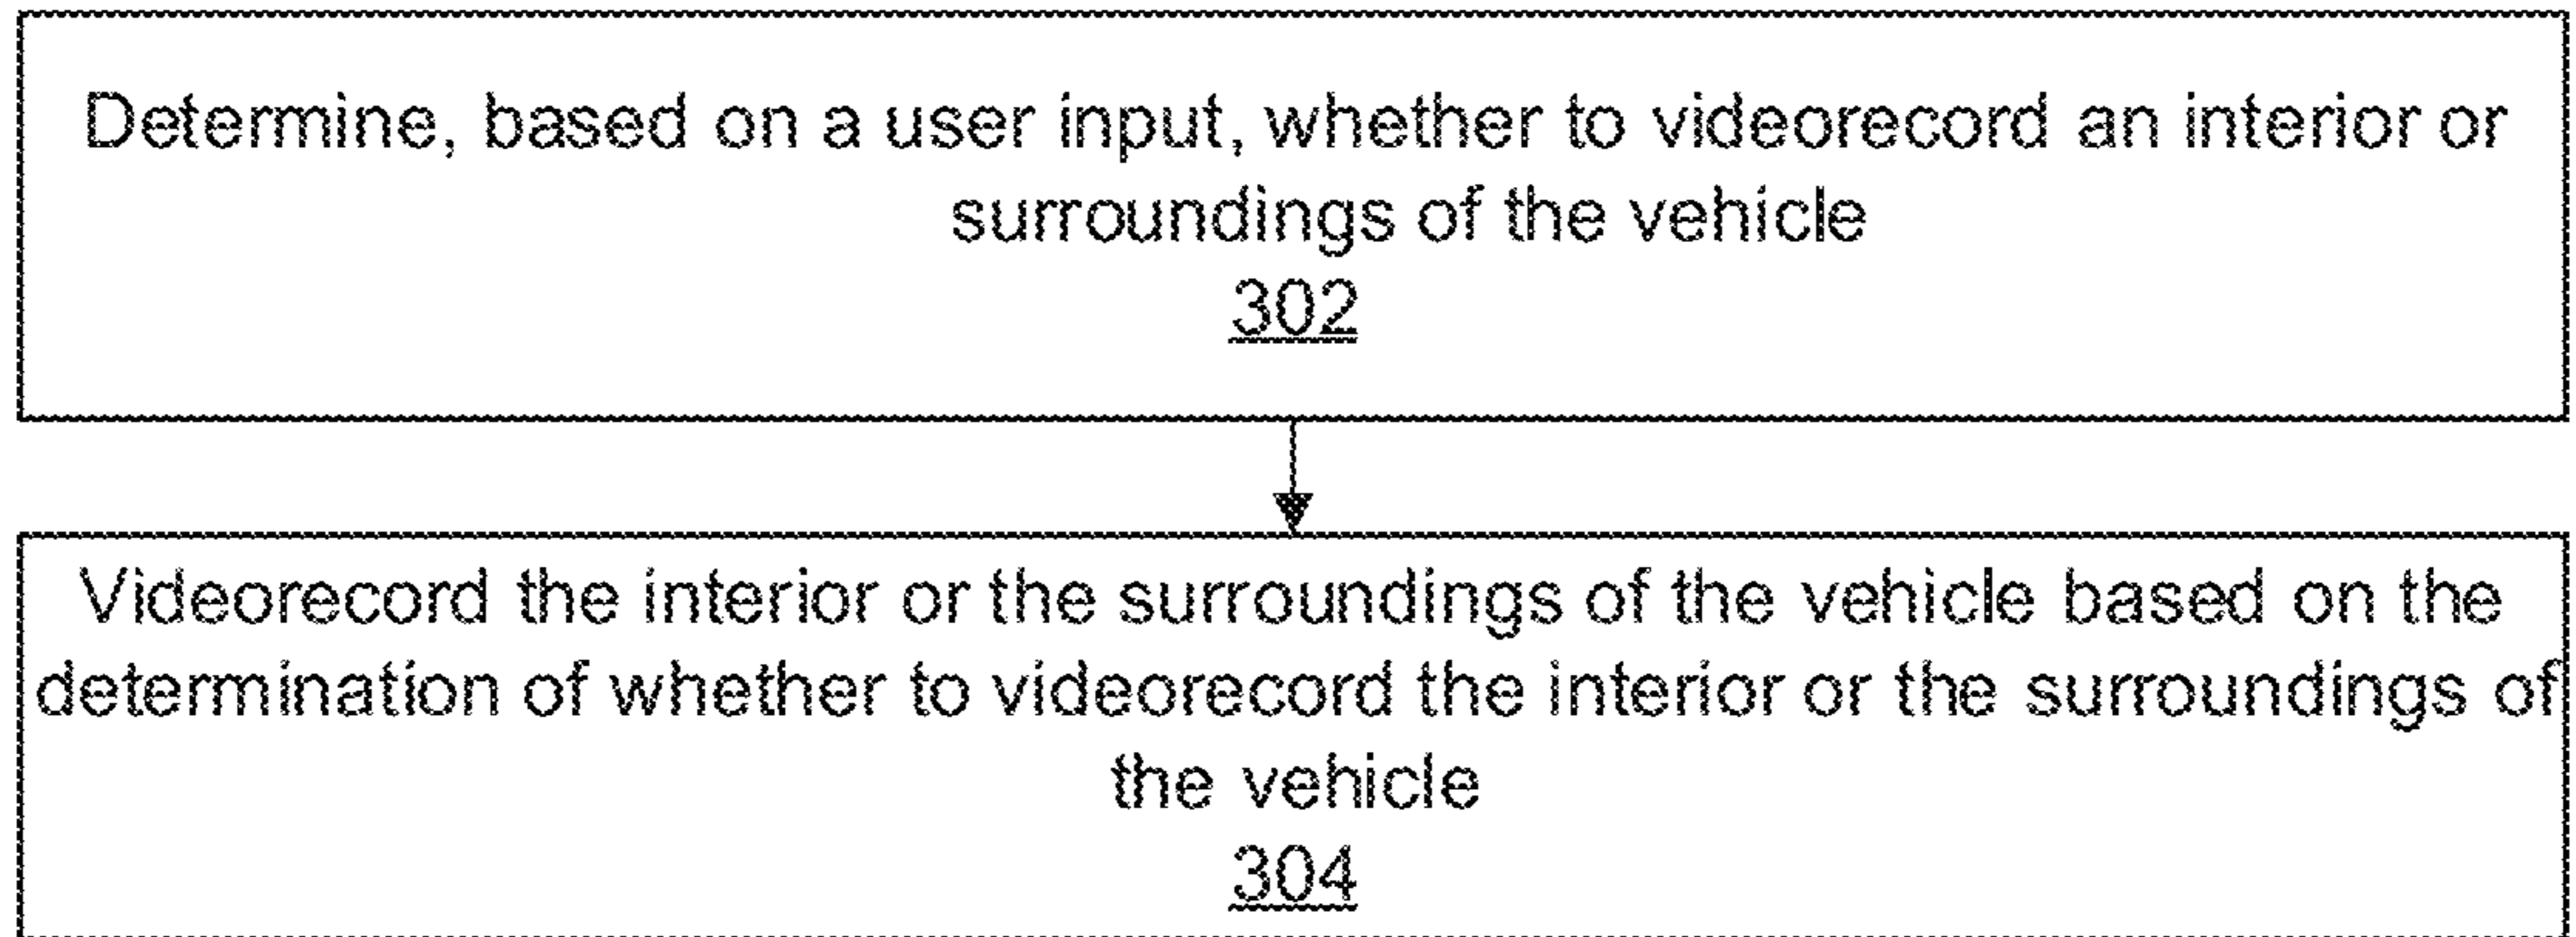 Determine, based on a user input, whether to videorecord an interior or
surroundings of the vehicle
302
Videorecord the interior or the surroundings of the vehicle based on the
determination of whether to videorecord the interior or the surroundings of
the vehicle
304